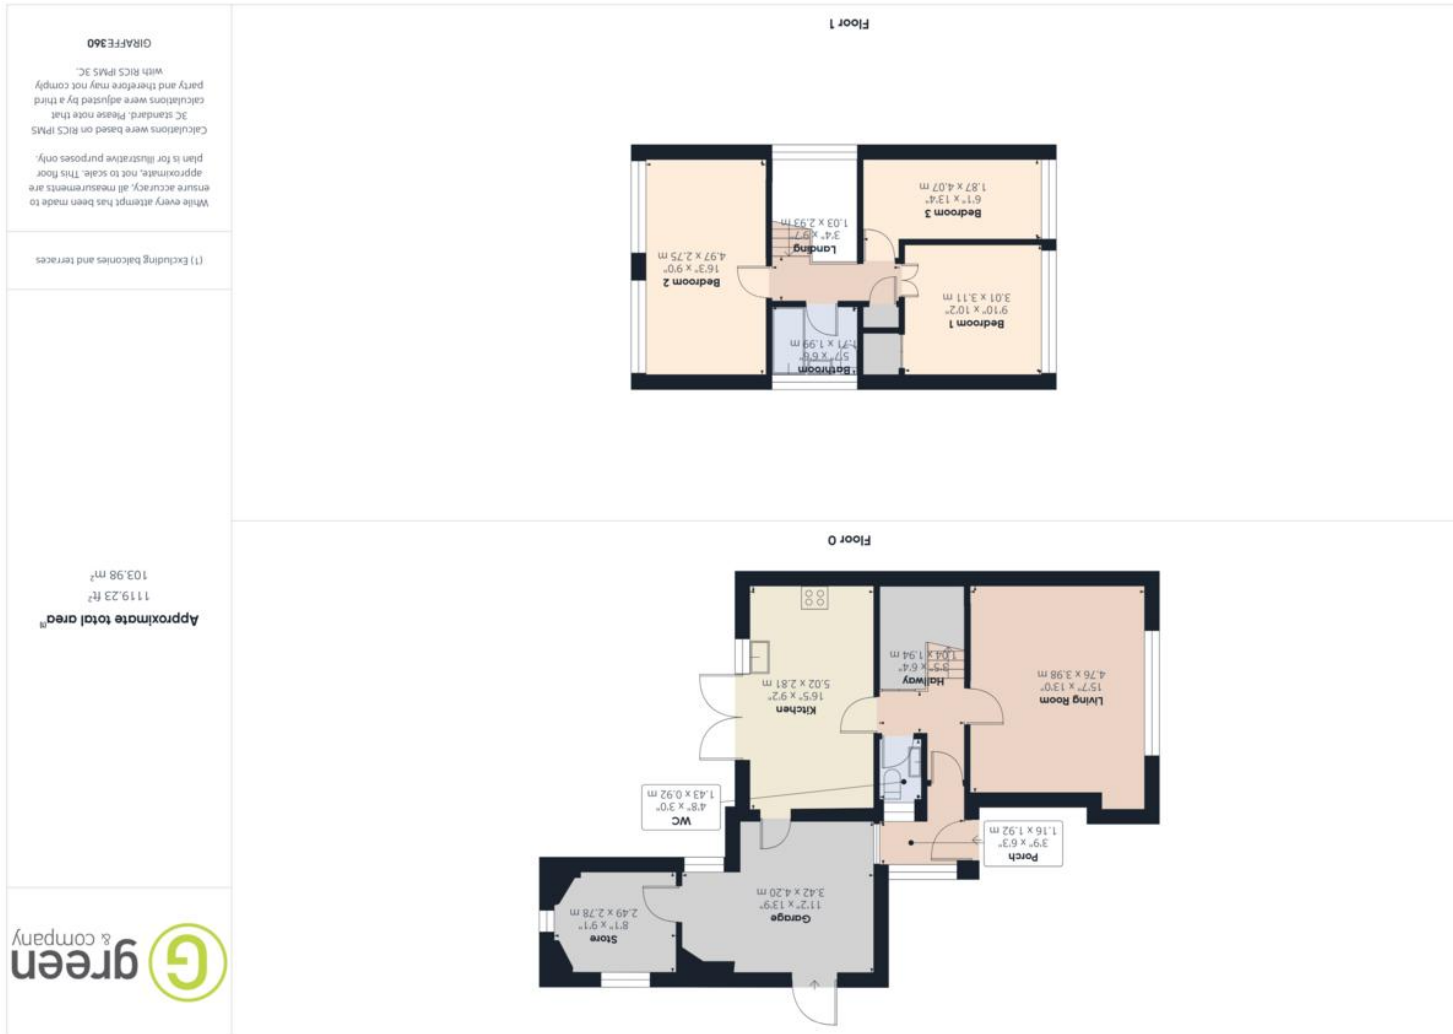 green
& company
Store
8'1" x 9'1"
2.49 x 2.78 m
Garage
11'2" x 13'9"
3.42 x 4.20 m
Porch
3'9" x 6'3"
1.16 x 1.92 m
WC
4'8" x 3'0"
1.43 x 0.92 m
Kitchen
16'5" x 9'2"
5.02 x 2.81 m
Hallway
3'5" x 6'4"
1.04 x 1.94 m
Living Room
15'7" x 13'0"
4.76 x 3.98 m
Floor 0
Bathroom
5'7" x 6'6"
1.71 x 1.99 m
Bedroom 1
9'10" x 10'2"
3.01 x 3.11 m
Bedroom 2
16'3" x 9'0"
4.97 x 2.75 m
Landing
3'4" x 9'7"
1.03 x 2.93 m
Bedroom 3
6'1" x 13'4"
1.87 x 4.07 m
Floor 1
Approximate total area(1)
1119.23 ft²
103.98 m²
(1) Excluding balconies and terraces
While every attempt has been made to
ensure accuracy, all measurements are
approximate, not to scale. This floor
plan is for illustrative purposes only.
Calculations were based on RICS IPMS
3C standard. Please note that
calculations were adjusted by a third
party and therefore may not comply
with RICS IPMS 3C.
GIRAFFE360